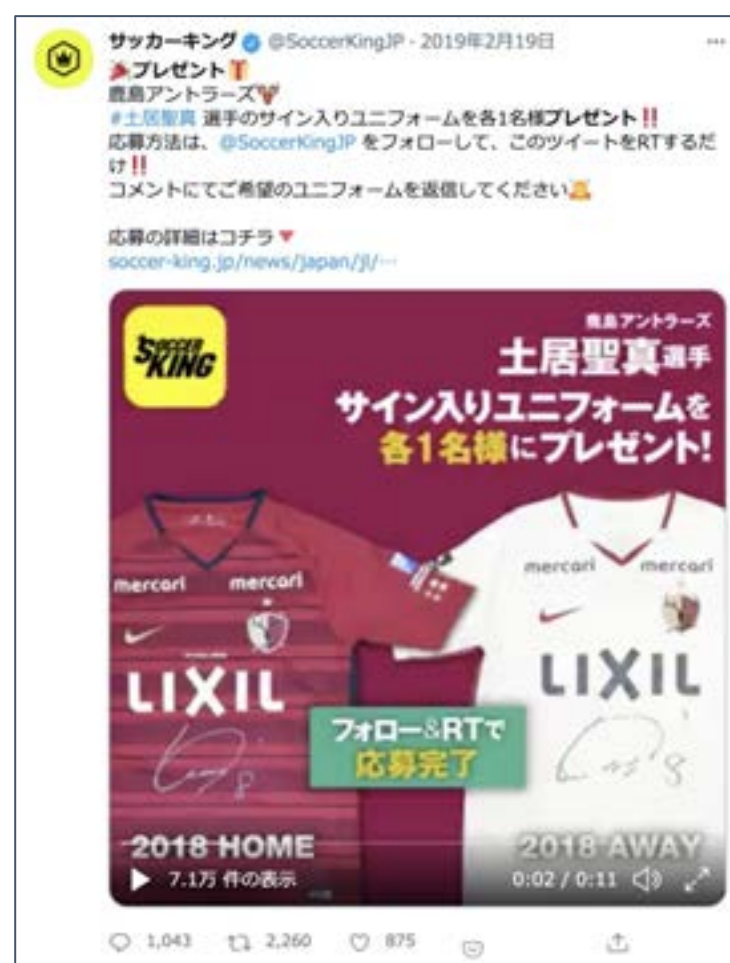 サッカーキング @SoccerKingJP・2019年2月19日
プレゼント
鹿島アントラーズ
#土居聖真 選手のサイン入りユニフォームを各1名様プレゼント!!
応募方法は、@SoccerKingJP をフォローして、このツイートをRTするだ
け!!
コメントにてご希望のユニフォームを返信してください
応募の詳細はコチラ
soccer-king.jp/news/japan/jl/…
SOCCER
KING
鹿島アントラーズ
土居聖真選手
サイン入りユニフォームを
各1名様にプレゼント!
mercari mercari
mercari mercari
LIXIL
LIXIL
8
8
フォロー&RTで
応募完了
2018 HOME
2018 AWAY
7.1万 件の表示
0:02 / 0:11
1,043 2,260 875